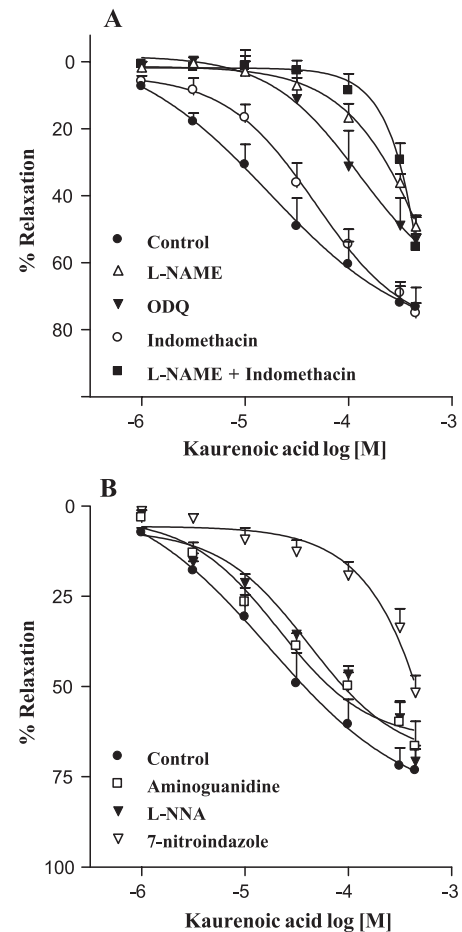 A
0
20
40
60
80
% Relaxation
Control
L-NAME
ODQ
Indomethacin
L-NAME + Indomethacin
-6 -5 -4 -3
Kaurenoic acid log [M]
B
0
25
50
75
100
% Relaxation
Control
Aminoguanidine
L-NNA
7-nitroindazole
-6 -5 -4 -3
Kaurenoic acid log [M]